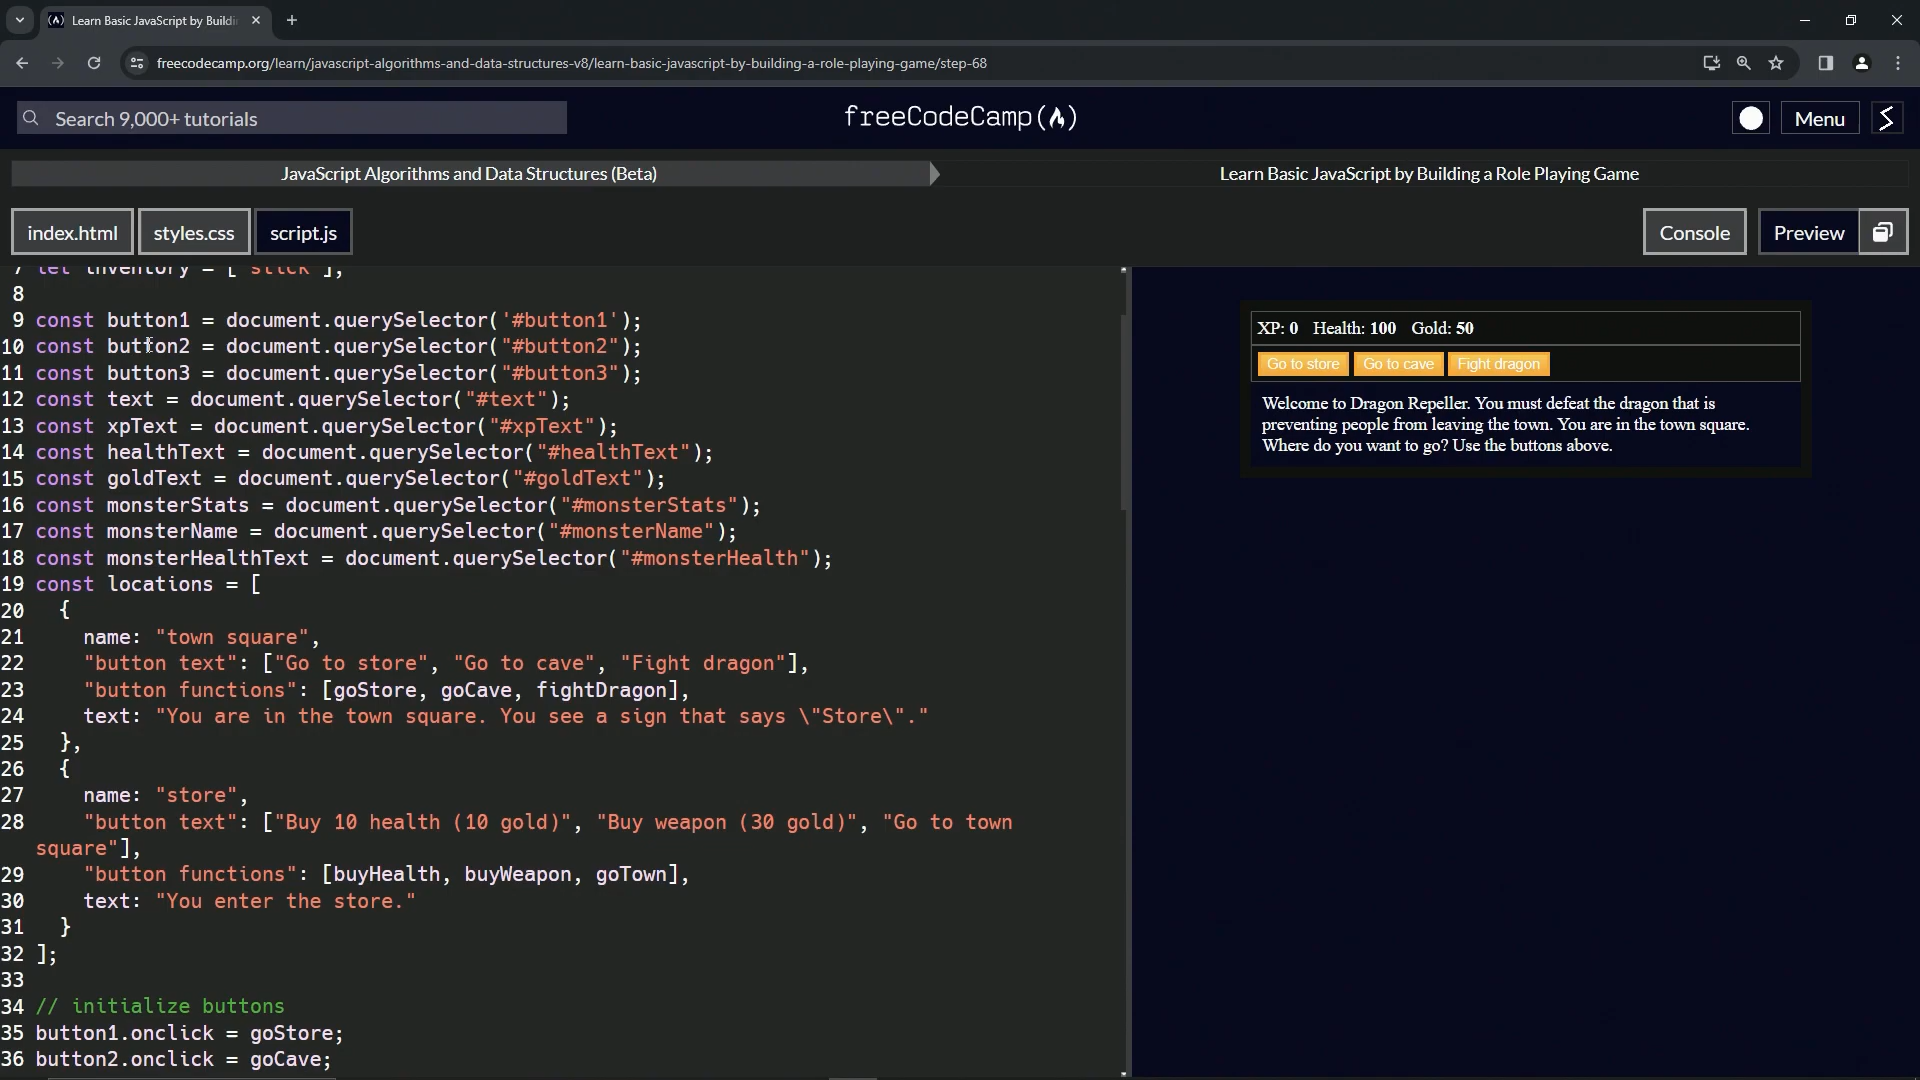 Learn Basic JavaScript by Buildi
freecodecamp.org/learn/javascript-algorithms-and-data-structures-v8/learn-basic-javascript-by-building-a-role-playing-game/step-68
Search 9,000+ tutorials
freeCodeCamp(
Menu
JavaScript Algorithms and Data Structures (Beta)
Learn Basic JavaScript by Building a Role Playing Game
index.html
styles.css
script.js
Console
Preview
7 let inventory = ["stick"];
8
9 const button1 = document.querySelector('#button1');
10 const button2 = document.querySelector("#button2");
11 const button3 = document.querySelector("#button3");
12 const text = document.querySelector("#text");
13 const xpText = document.querySelector("#xpText");
14 const healthText = document.querySelector("#healthText");
15 const goldText = document.querySelector("#goldText");
16 const monsterStats = document.querySelector("#monsterStats");
17 const monsterName = document.querySelector("#monsterName");
18 const monsterHealthText = document.querySelector("#monsterHealth");
19 const locations = [
20 {
21 name: "town square",
22 "button text": ["Go to store", "Go to cave", "Fight dragon"],
23 "button functions": [goStore, goCave, fightDragon],
24 text: "You are in the town square. You see a sign that says \"Store\"."
25 },
26 {
27 name: "store",
28 "button text": ["Buy 10 health (10 gold)", "Buy weapon (30 gold)", "Go to town
square"],
29 "button functions": [buyHealth, buyWeapon, goTown],
30 text: "You enter the store."
31 }
32 ];
33
34 // initialize buttons
35 button1.onclick = goStore;
36 button2.onclick = goCave;
XP: 0 Health: 100 Gold: 50
Go to store
Go to cave
Fight dragon
Welcome to Dragon Repeller. You must defeat the dragon that is
preventing people from leaving the town. You are in the town square.
Where do you want to go? Use the buttons above.